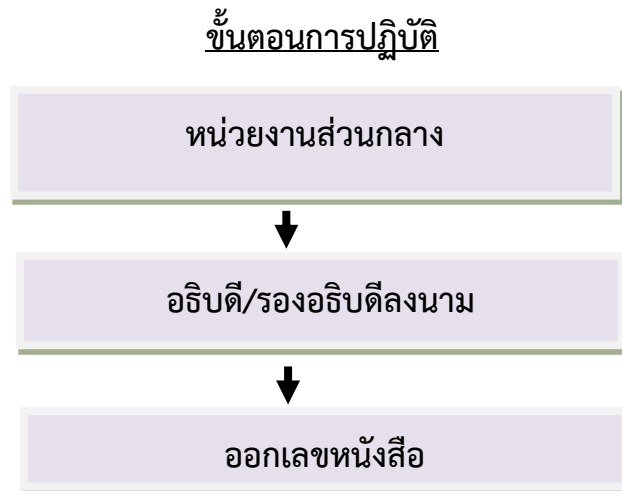 ขั้นตอนการปฏิบัติ
หน่วยงานส่วนกลาง
อธิบดี/รองอธิบดีลงนาม
ออกเลขหนังสือ